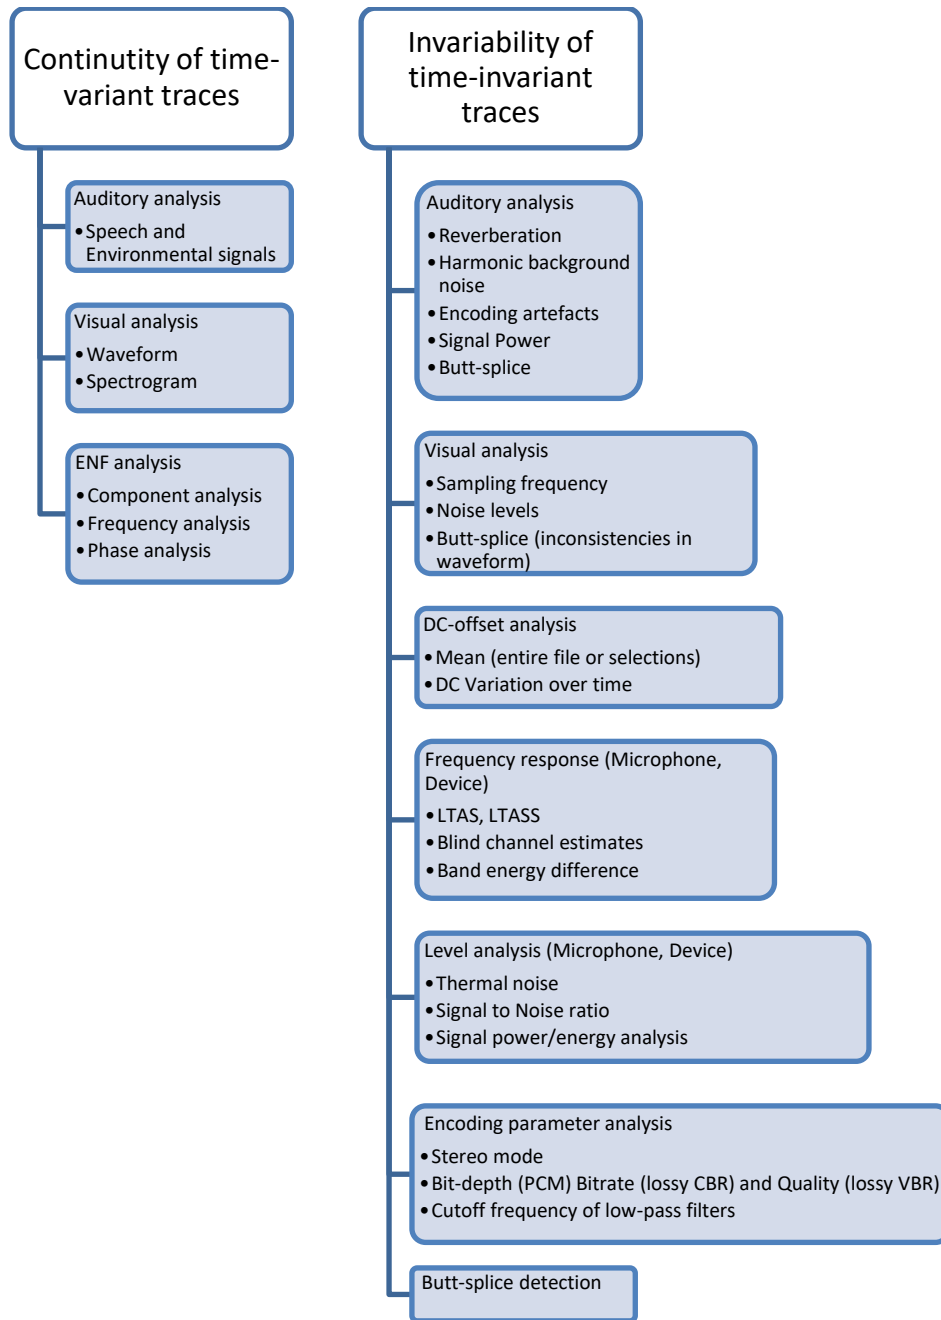 Continutity of time-
variant traces
Auditory analysis
•Speech and
Environmental signals
Visual analysis
•Waveform
•Spectrogram
ENF analysis
•Component analysis
•Frequency analysis
•Phase analysis
Invariability of
time-invariant
traces
Auditory analysis
•Reverberation
•Harmonic background
noise
•Encoding artefacts
•Signal Power
•Butt-splice
Visual analysis
•Sampling frequency
•Noise levels
•Butt-splice (inconsistencies in
waveform)
DC-offset analysis
•Mean (entire file or selections)
•DC Variation over time
Frequency response (Microphone,
Device)
•LTAS, LTASS
•Blind channel estimates
•Band energy difference
Level analysis (Microphone, Device)
•Thermal noise
•Signal to Noise ratio
•Signal power/energy analysis
Encoding parameter analysis
•Stereo mode
•Bit-depth (PCM) Bitrate (lossy CBR) and Quality (lossy VBR)
•Cutoff frequency of low-pass filters
Butt-splice detection